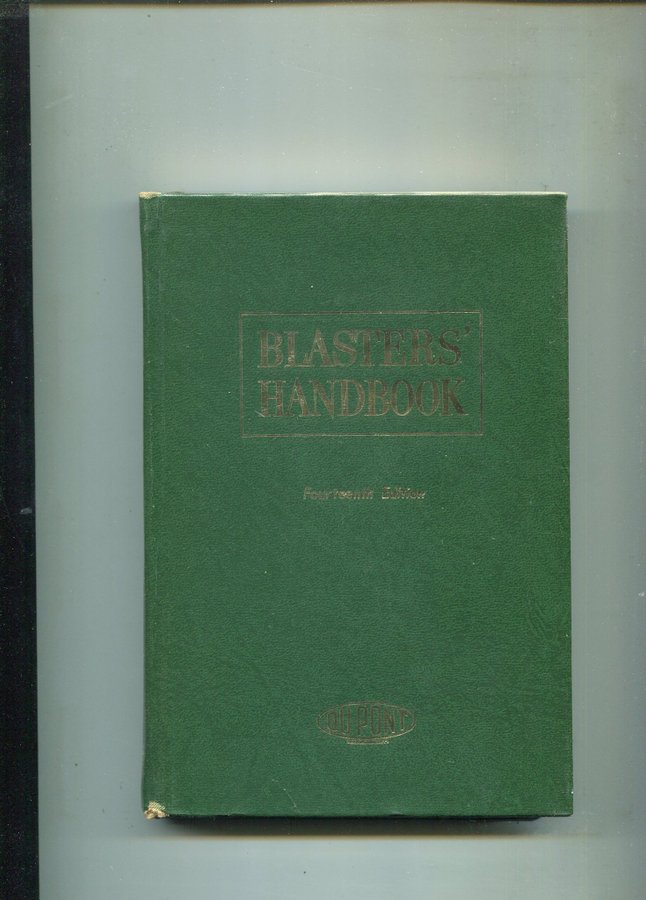 BLASTERS'
HANDBOOK
Fourteenth Edition
DU PONT